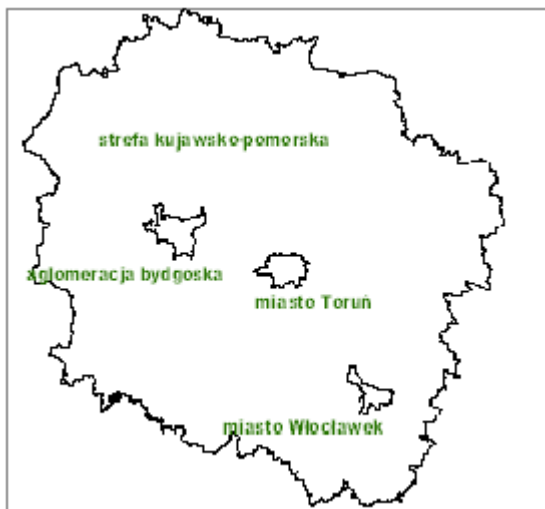 strefa kujawsko-pomorska
aglomeracja bydgoska
miasto Toruń
miasto Włocławek